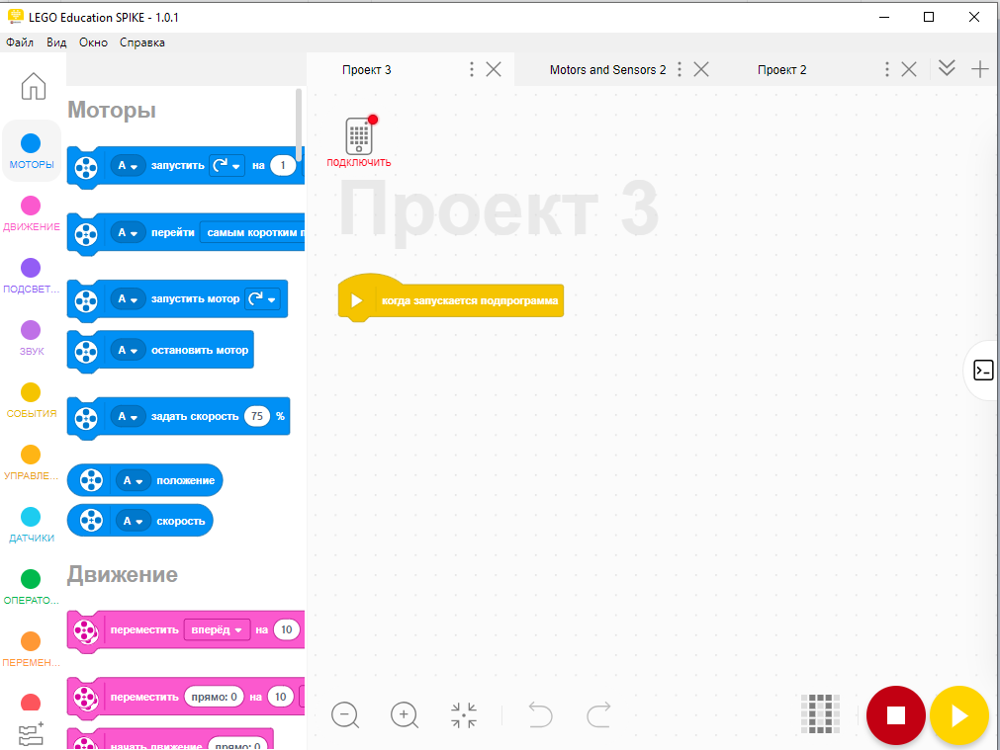 LEGO Education SPIKE - 1.0.1
Файл Вид Окно Справка
Проект 3
Motors and Sensors 2
Проект 2
МОТОРЫ
ДВИЖЕНИЕ
ПОДСВЕТ...
ЗВУК
СОБЫТИЯ
УПРАВЛЕ...
ДАТЧИКИ
ОПЕРАТО...
ПЕРЕМЕН...
Моторы
A запустить на 1
A перейти самым коротким п
A запустить мотор
A остановить мотор
A задать скорость 75 %
A положение
A скорость
Движение
переместить вперёд на 10
переместить прямо: 0 на 10
начать движение прямо: 0
ПОДКЛЮЧИТЬ
Проект 3
когда запускается подпрограмма